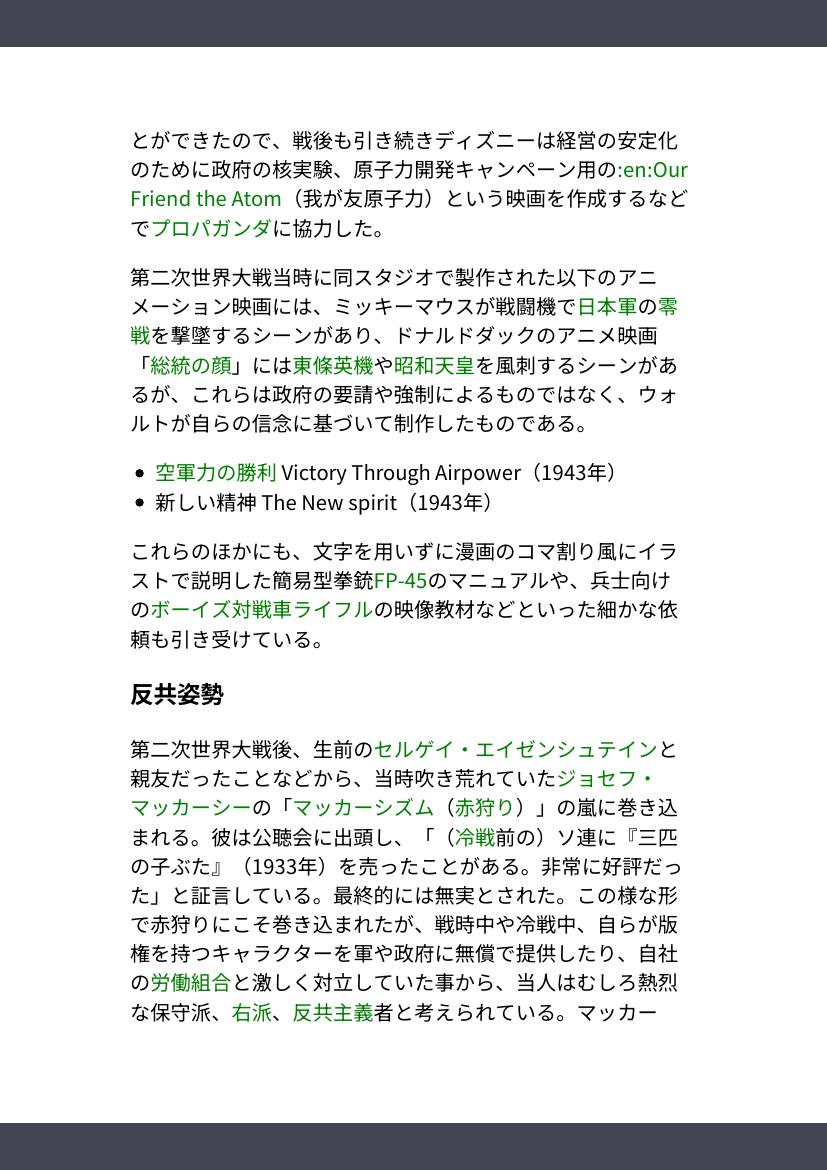 とができたので、戦後も引き続きディズニーは経営の安定化
のために政府の核実験、原子力開発キャンペーン用の:en:Our
Friend the Atom（我が友原子力）という映画を作成するなど
でプロパガンダに協力した。
第二次世界大戦当時に同スタジオで製作された以下のアニ
メーション映画には、ミッキーマウスが戦闘機で日本軍の零
戦を撃墜するシーンがあり、ドナルドダックのアニメ映画
「総統の顔」には東條英機や昭和天皇を風刺するシーンがあ
るが、これらは政府の要請や強制によるものではなく、ウォ
ルトが自らの信念に基づいて制作したものである。
• 空軍力の勝利 Victory Through Airpower（1943年）
• 新しい精神 The New spirit（1943年）
これらのほかにも、文字を用いずに漫画のコマ割り風にイラ
ストで説明した簡易型拳銃FP-45のマニュアルや、兵士向け
のボーイズ対戦車ライフルの映像教材などといった細かな依
頼も引き受けている。
反共姿勢
第二次世界大戦後、生前のセルゲイ・エイゼンシュテインと
親友だったことなどから、当時吹き荒れていたジョセフ・
マッカーシーの「マッカーシズム（赤狩り）」の嵐に巻き込
まれる。彼は公聴会に出頭し、「（冷戦前の）ソ連に『三匹
の子ぶた』（1933年）を売ったことがある。非常に好評だっ
た」と証言している。最終的には無実とされた。この様な形
で赤狩りにこそ巻き込まれたが、戦時中や冷戦中、自らが版
権を持つキャラクターを軍や政府に無償で提供したり、自社
の労働組合と激しく対立していた事から、当人はむしろ熱烈
な保守派、右派、反共主義者と考えられている。マッカー